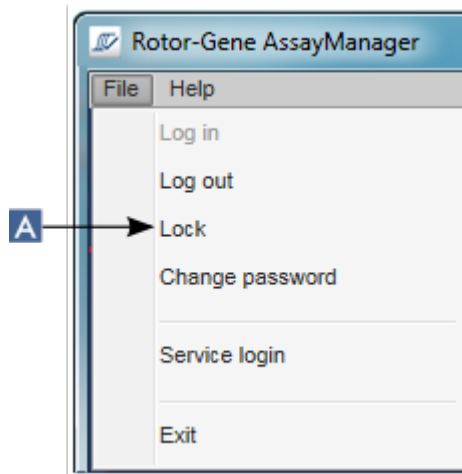 Rotor-Gene AssayManager
File Help
Log in
Log out
A Lock
Change password
Service login
Exit